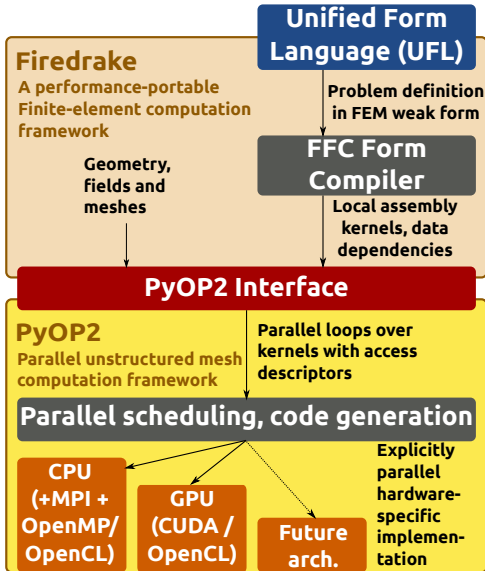 Unified Form
Language (UFL)
Firedrake
A performance-portable
Finite-element computation
framework
Problem definition
in FEM weak form
FFC Form
Compiler
Geometry,
fields and
meshes
Local assembly
kernels, data
dependencies
PyOP2 Interface
PyOP2
Parallel unstructured mesh
computation framework
Parallel loops over
kernels with access
descriptors
Parallel scheduling, code generation
CPU
(+MPI +
OpenMP/
OpenCL)
GPU
(CUDA /
OpenCL)
Future
arch.
Explicitly
parallel
hardware-
specific
implemen-
tation